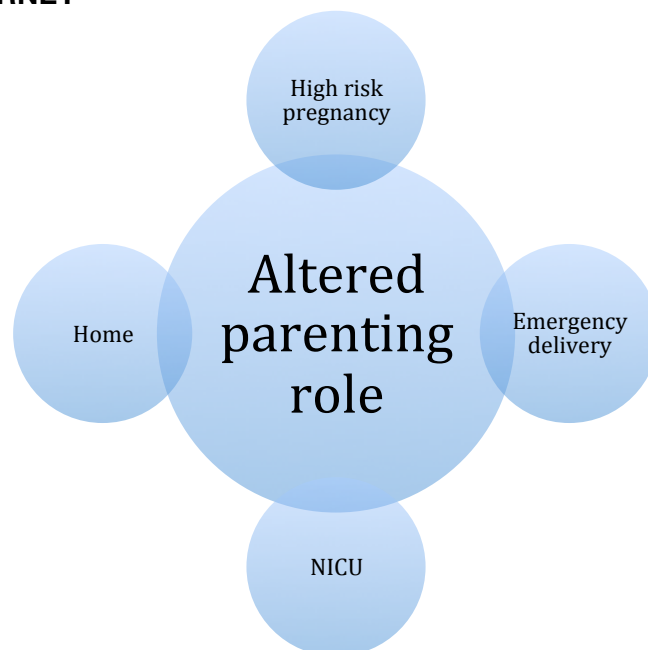 High risk
pregnancy
Altered
parenting
role
Home
Emergency
delivery
NICU